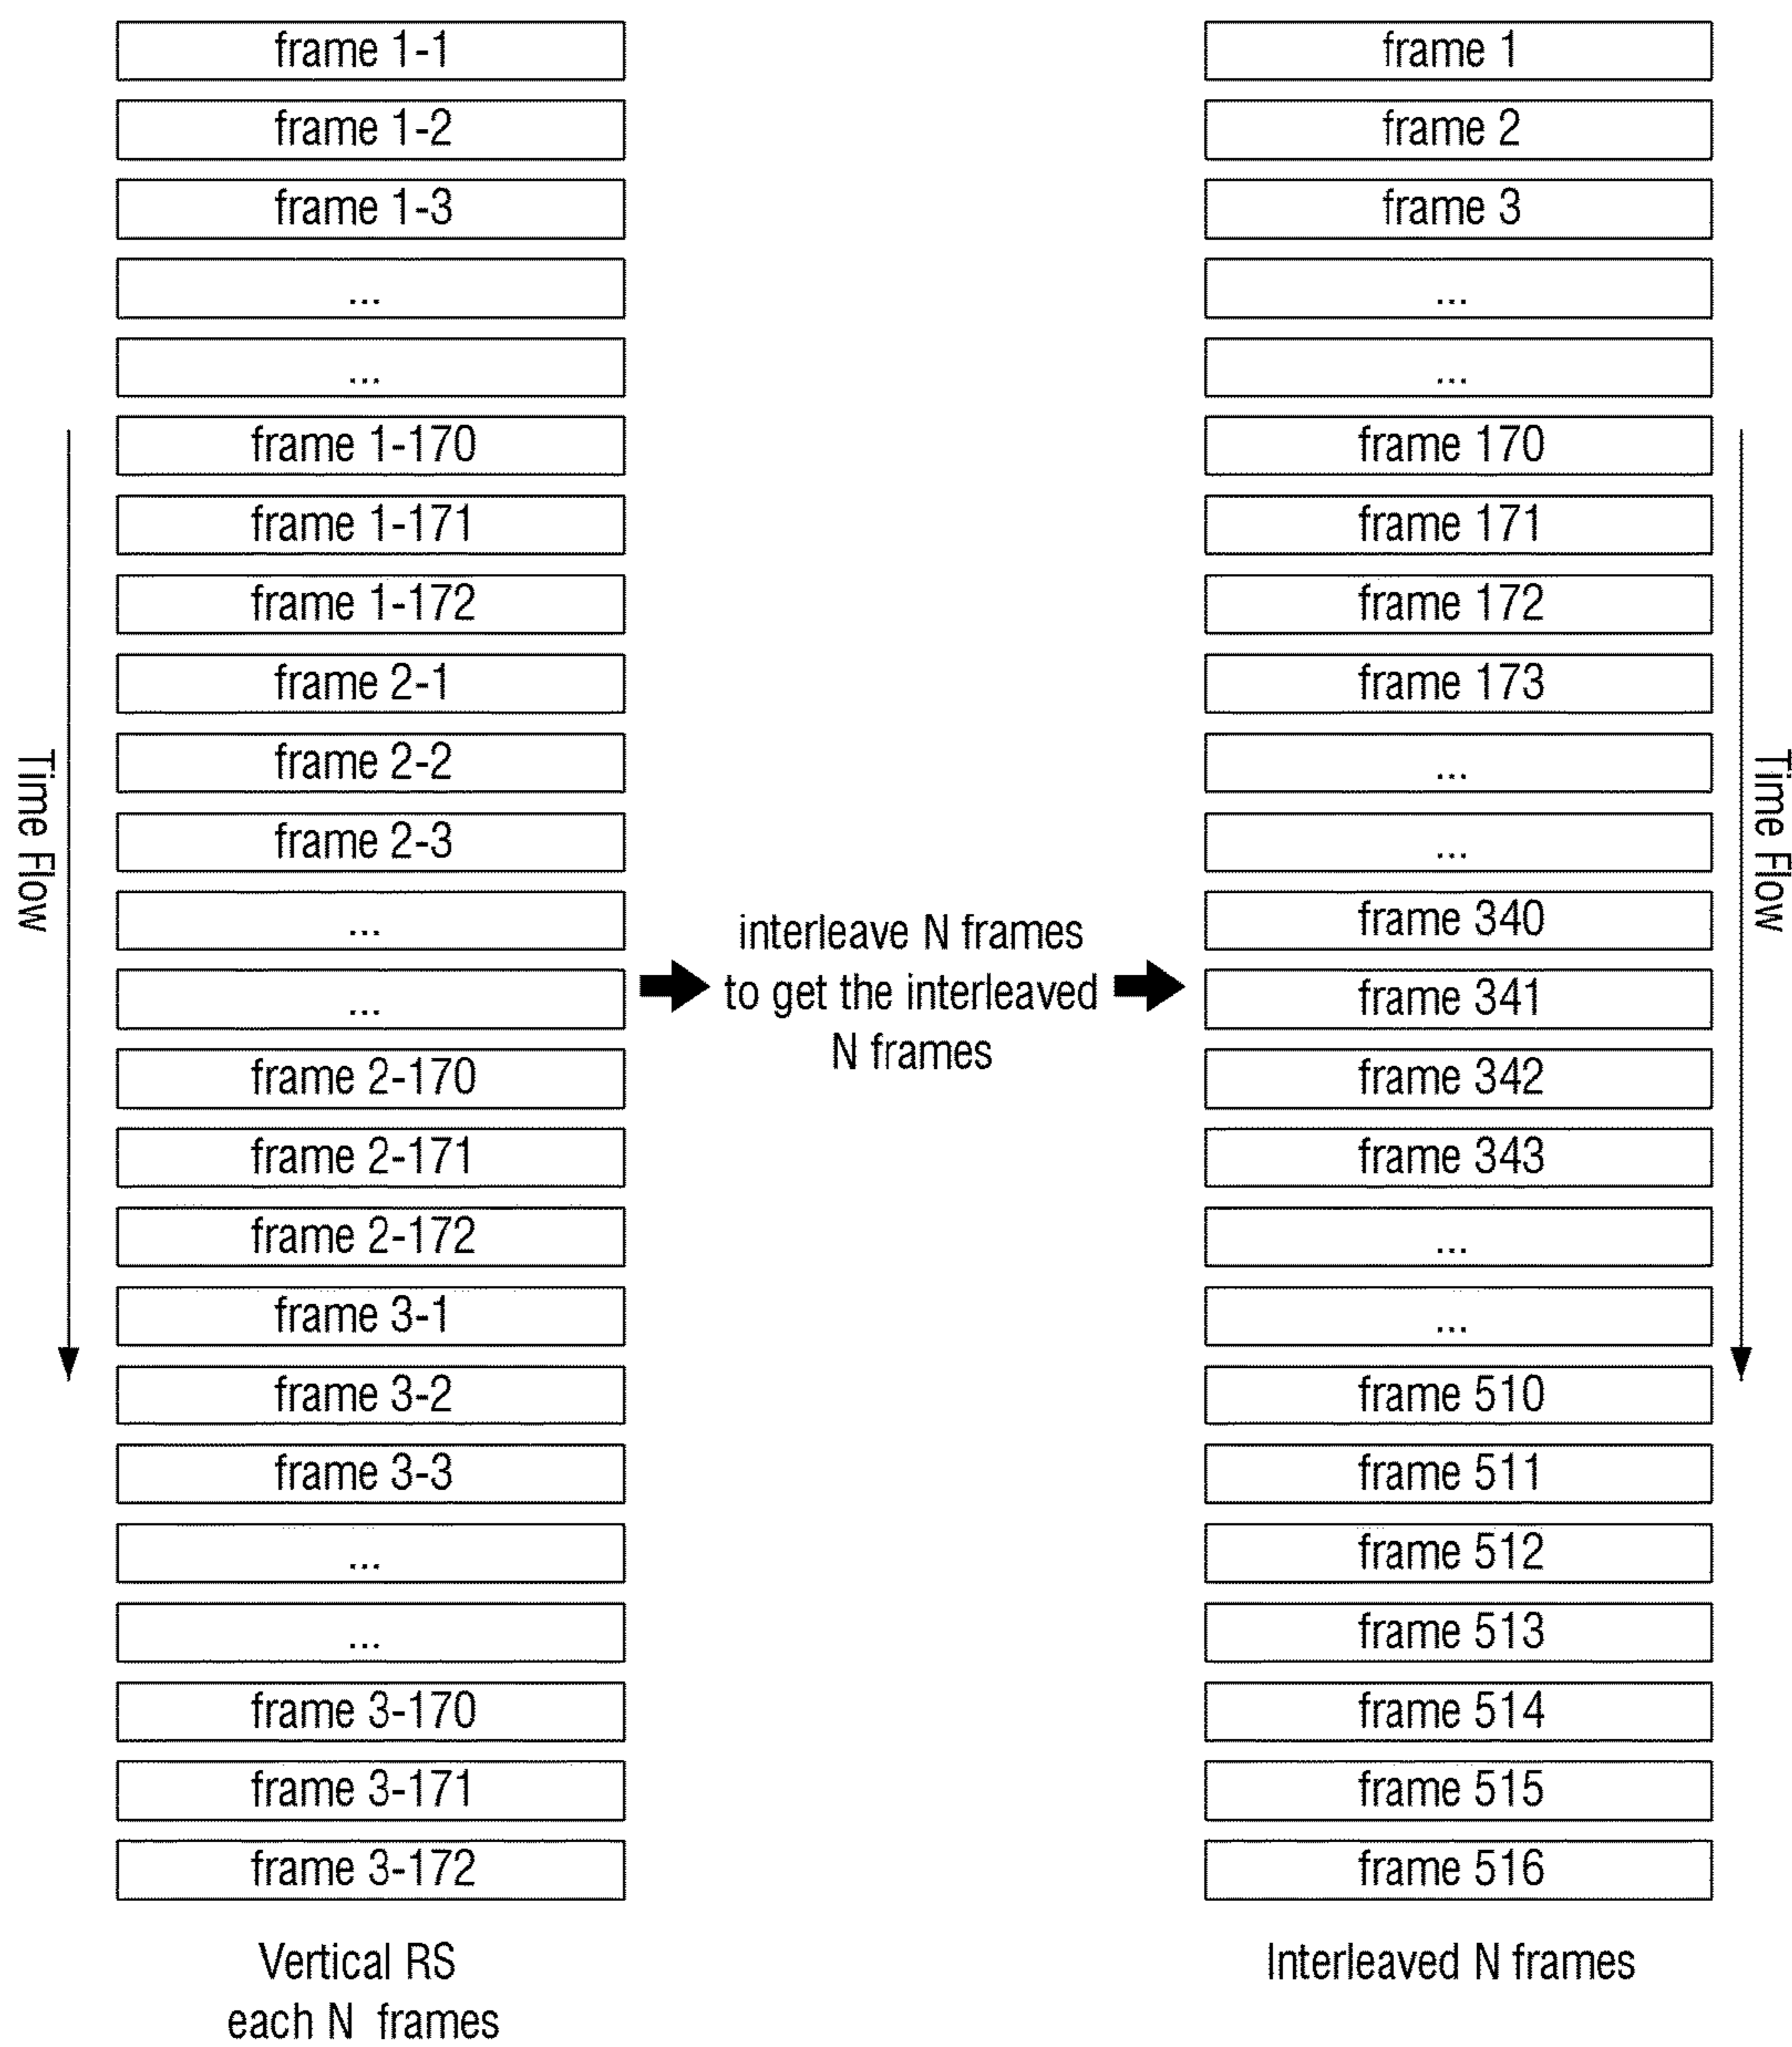 frame 1-1
frame 1-2
frame 1-3
...
...
frame 1-170
frame 1-171
frame 1-172
frame 2-1
frame 2-2
frame 2-3
...
...
frame 2-170
frame 2-171
frame 2-172
frame 3-1
frame 3-2
frame 3-3
...
...
frame 3-170
frame 3-171
frame 3-172
Time Flow
Vertical RS
each N frames
interleave N frames
to get the interleaved
N frames
frame 1
frame 2
frame 3
...
...
frame 170
frame 171
frame 172
frame 173
...
...
frame 340
frame 341
frame 342
frame 343
...
...
frame 510
frame 511
frame 512
frame 513
frame 514
frame 515
frame 516
Time Flow
Interleaved N frames